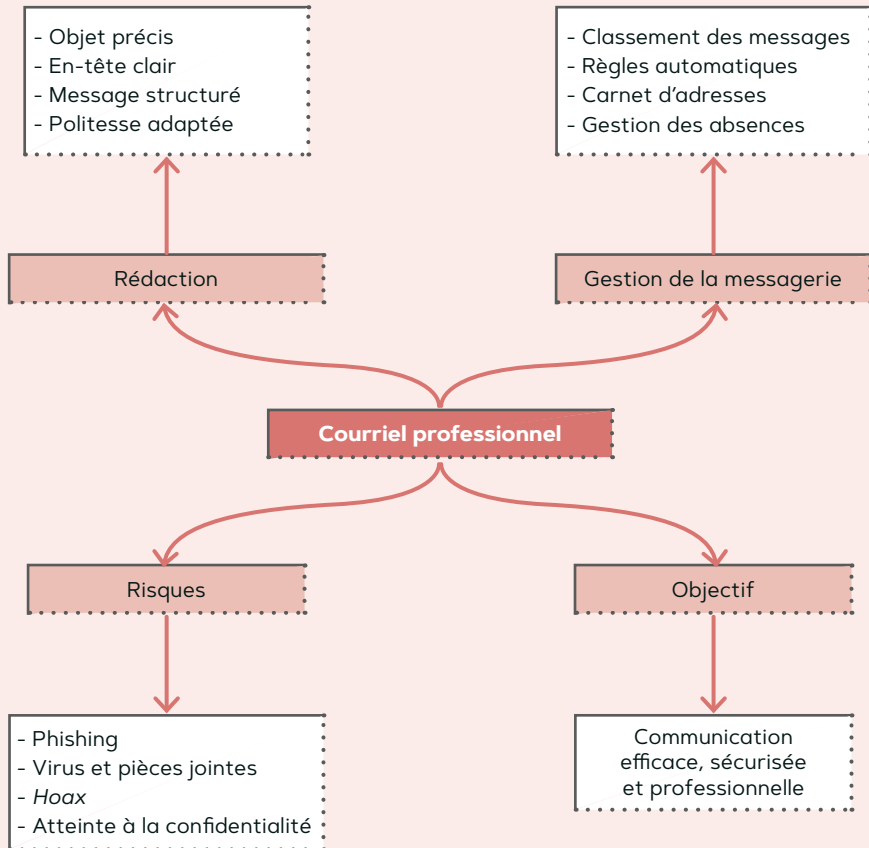 - Objet précis
- En-tête clair
- Message structuré
- Politesse adaptée
- Classement des messages
- Règles automatiques
- Carnet d’adresses
- Gestion des absences
Rédaction
Gestion de la messagerie
Courriel professionnel
Risques
Objectif
- Phishing
- Virus et pièces jointes
- Hoax
- Atteinte à la confidentialité
Communication
efficace, sécurisée
et professionnelle